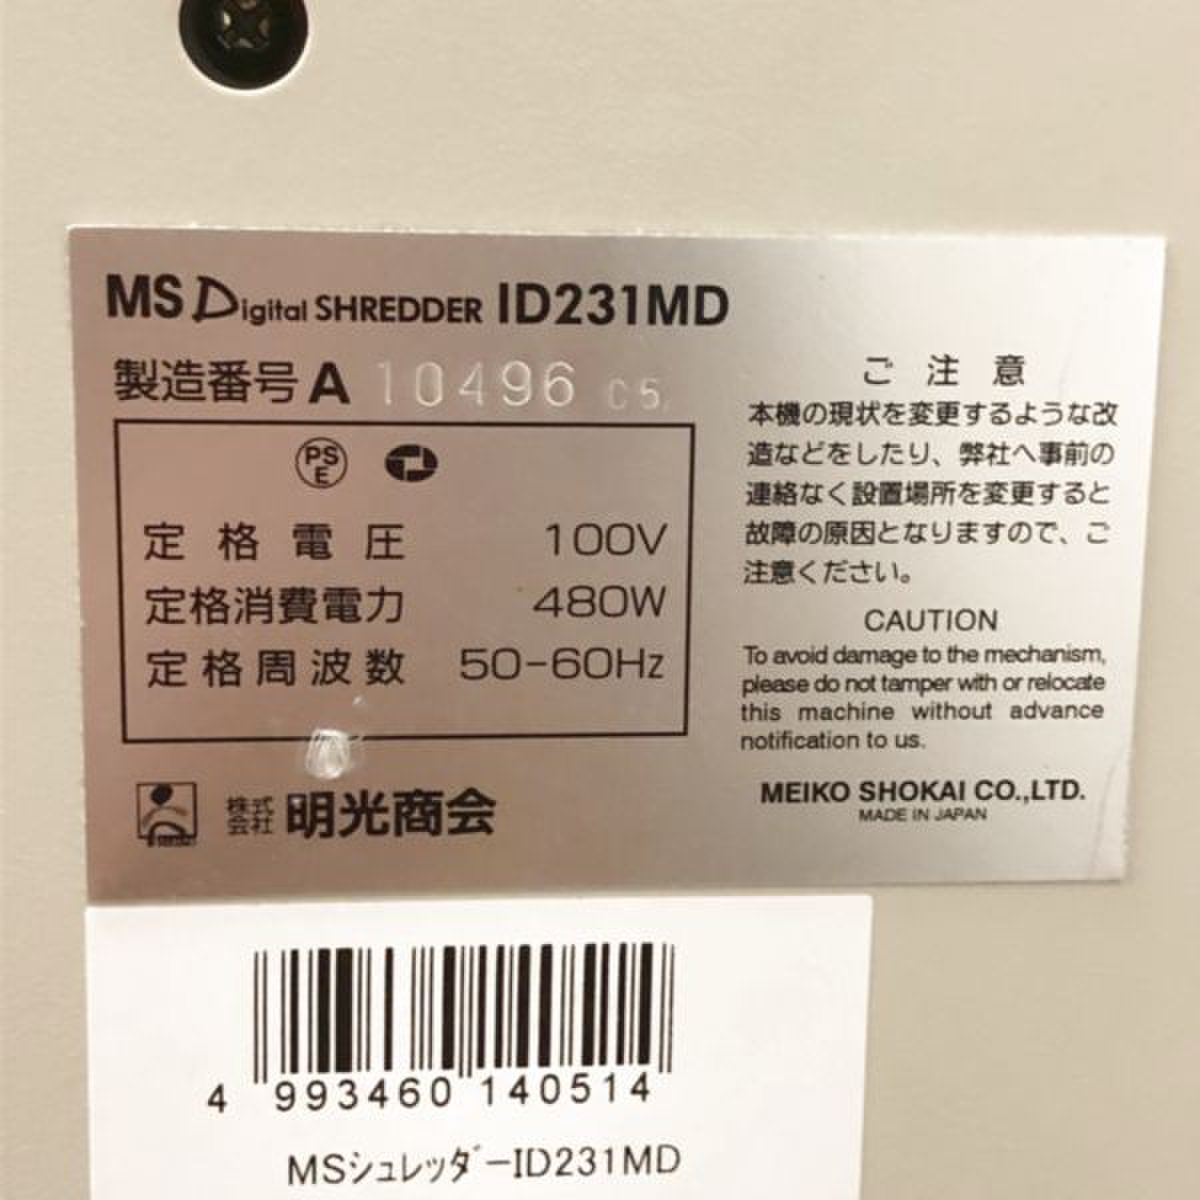 MS Digital SHREDDER ID231MD
製造番号 A 10496 C5
PS
E
定格電圧 100V
定格消費電力 480W
定格周波数 50-60Hz
株式
会社 明光商会
ご注意
本機の現状を変更するような改
造などをしたり、弊社へ事前の
連絡なく設置場所を変更すると
故障の原因となりますので、ご
注意ください。
CAUTION
To avoid damage to the mechanism,
please do not tamper with or relocate
this machine without advance
notification to us.
MEIKO SHOKAI CO.,LTD.
MADE IN JAPAN
4 993460 140514
MSシュレッダーID231MD